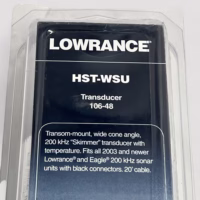 LOWRANCE®
HST-WSU
Transducer
106-48
Transom-mount, wide cone angle,
200 kHz "Skimmer" transducer with
temperature. Fits all 2003 and newer
Lowrance® and Eagle® 200 kHz sonar
units with black connectors. 20' cable.